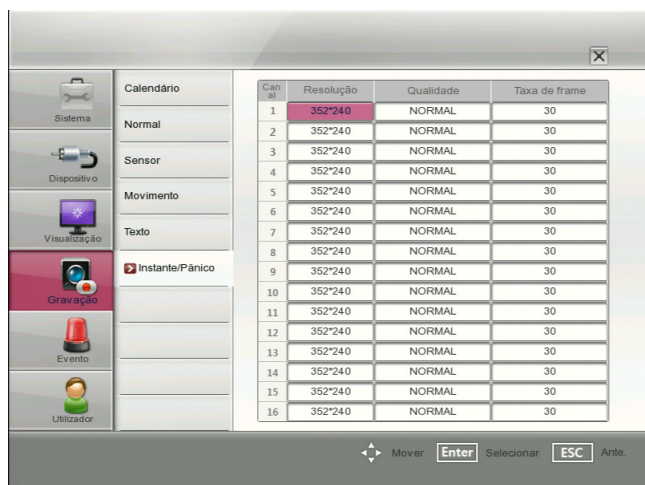 Sistema
Dispositivo
Visualização
Gravação
Evento
Utilizador
Calendário
Normal
Sensor
Movimento
Texto
Instante/Pânico
Canal Resolução Qualidade Taxa de frame
1 352*240 NORMAL 30
2 352*240 NORMAL 30
3 352*240 NORMAL 30
4 352*240 NORMAL 30
5 352*240 NORMAL 30
6 352*240 NORMAL 30
7 352*240 NORMAL 30
8 352*240 NORMAL 30
9 352*240 NORMAL 30
10 352*240 NORMAL 30
11 352*240 NORMAL 30
12 352*240 NORMAL 30
13 352*240 NORMAL 30
14 352*240 NORMAL 30
15 352*240 NORMAL 30
16 352*240 NORMAL 30
Mover Enter Selecionar ESC Ante.